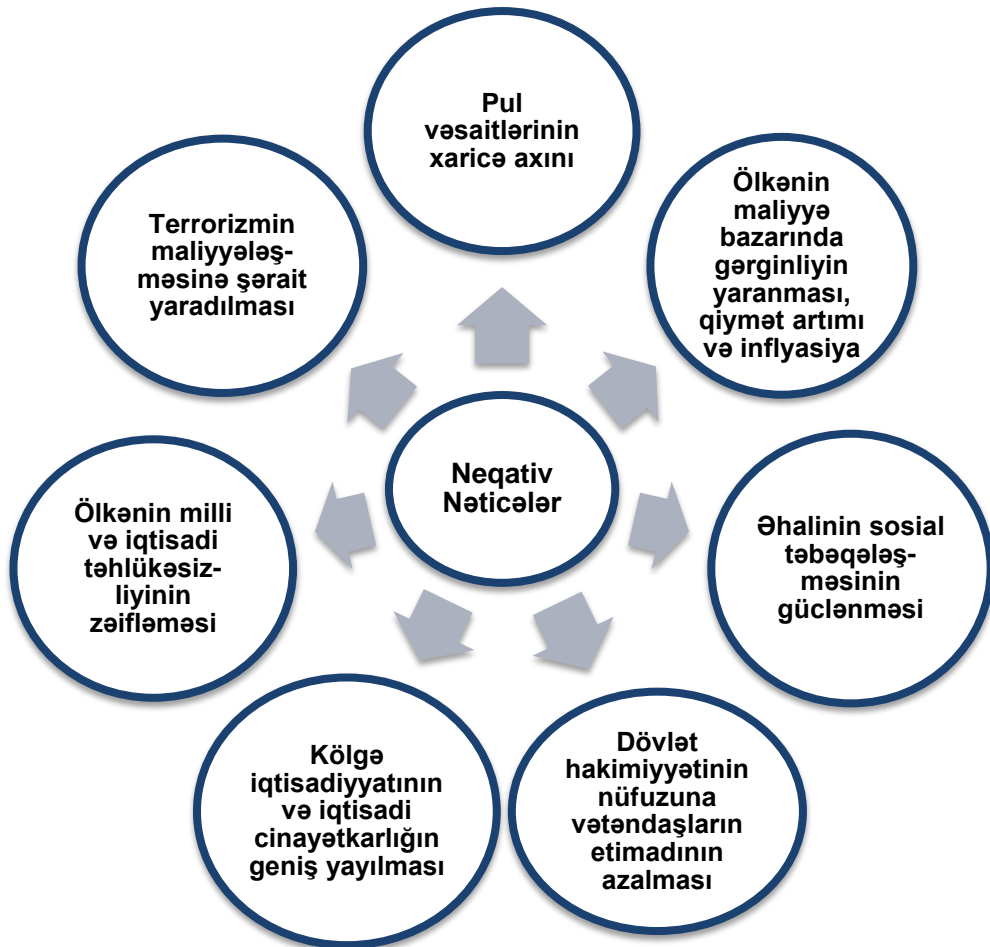 Pul
vəsaitlərinin
xaricə axını
Ölkənin
maliyyə
bazarında
gərginliyin
yaranması,
qiymət artımı
və inflyasiya
Əhalinin sosial
təbəqələş-
məsinin
güclənməsi
Dövlət
hakimiyyətinin
nüfuzuna
vətəndaşların
etimadının
azalması
Kölgə
iqtisadiyyatının
və iqtisadi
cinayətkarlığın
geniş yayılması
Ölkənin milli
və iqtisadi
təhlükəsiz-
liyinin
zəifləməsi
Terrorizmin
maliyyələş-
məsinə şərait
yaradılması
Neqativ
Nəticələr